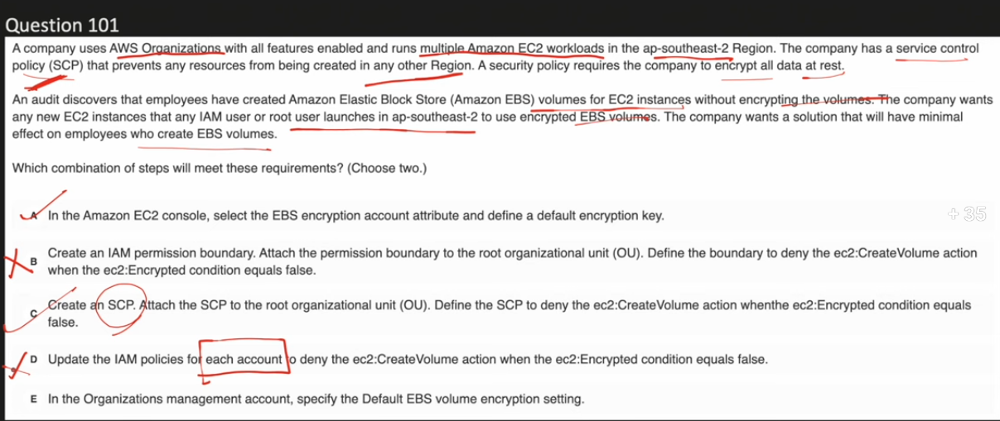 Question 101
A company uses AWS Organizations with all features enabled and runs multiple Amazon EC2 workloads in the ap-southeast-2 Region. The company has a service control
policy (SCP) that prevents any resources from being created in any other Region. A security policy requires the company to encrypt all data at rest.
An audit discovers that employees have created Amazon Elastic Block Store (Amazon EBS) volumes for EC2 instances without encrypting the volumes. The company wants
any new EC2 instances that any IAM user or root user launches in ap-southeast-2 to use encrypted EBS volumes. The company wants a solution that will have minimal
effect on employees who create EBS volumes.
Which combination of steps will meet these requirements? (Choose two.)
A In the Amazon EC2 console, select the EBS encryption account attribute and define a default encryption key.
+ 35
B Create an IAM permission boundary. Attach the permission boundary to the root organizational unit (OU). Define the boundary to deny the ec2:CreateVolume action
when the ec2:Encrypted condition equals false.
C Create an SCP. Attach the SCP to the root organizational unit (OU). Define the SCP to deny the ec2:CreateVolume action whenthe ec2:Encrypted condition equals
false.
D Update the IAM policies for each account to deny the ec2:CreateVolume action when the ec2:Encrypted condition equals false.
E In the Organizations management account, specify the Default EBS volume encryption setting.